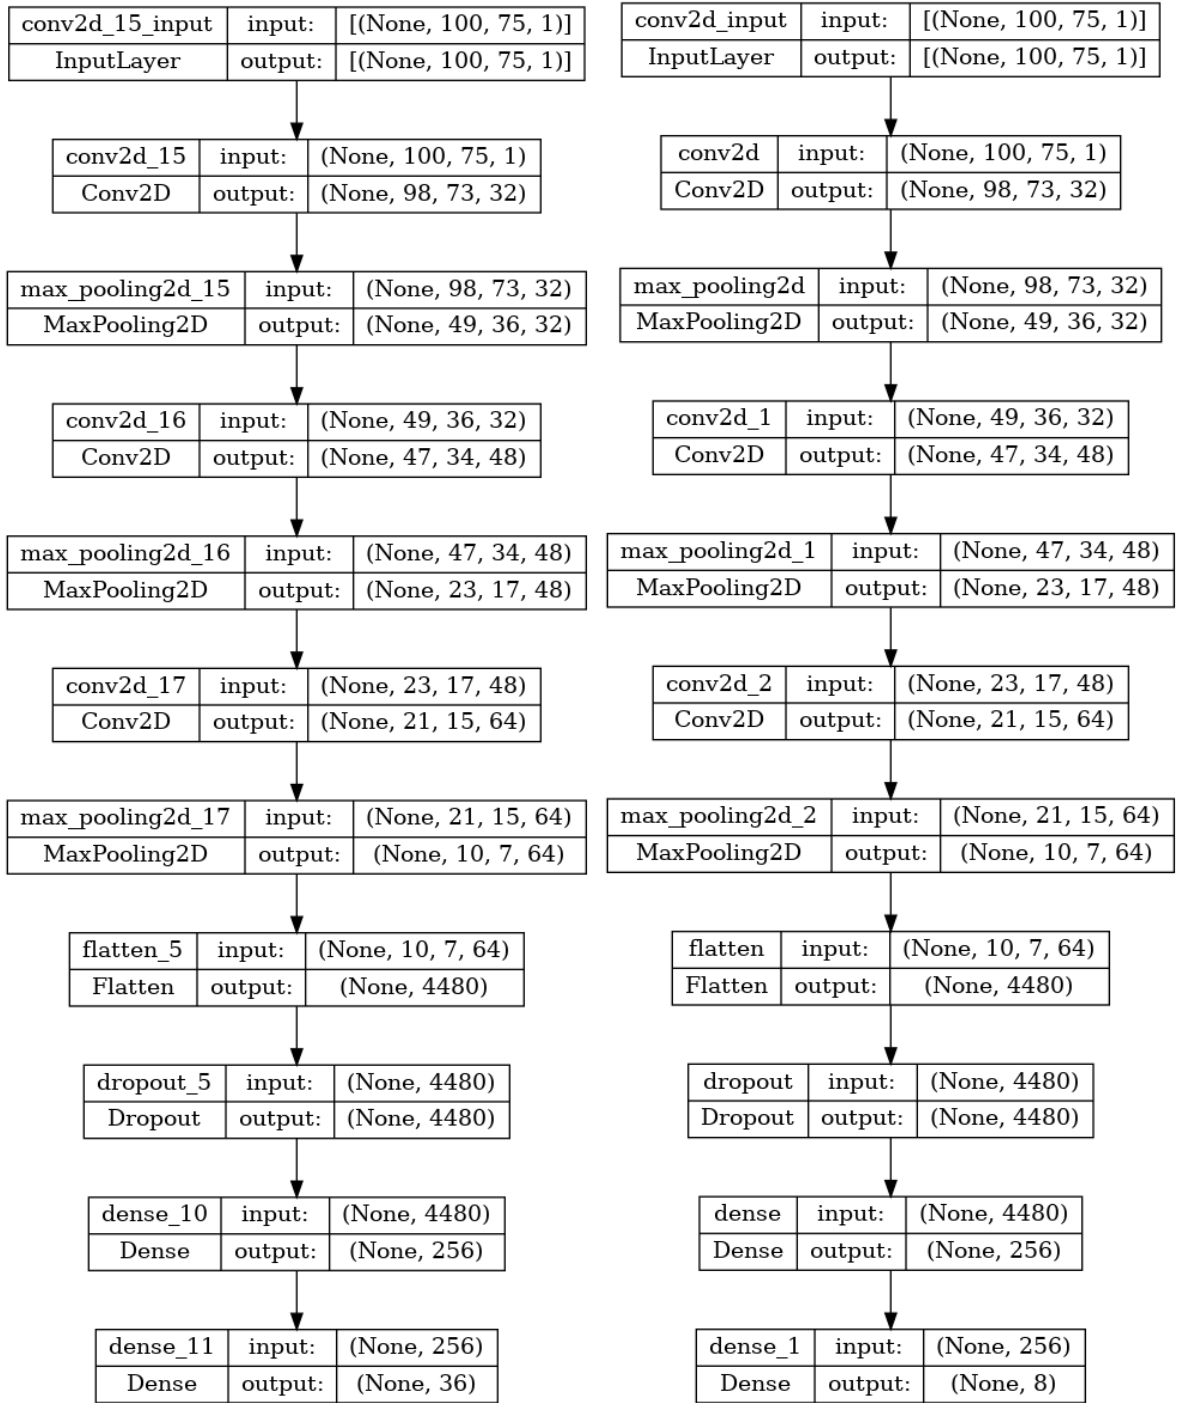 conv2d_15_input input: [(None, 100, 75, 1)]
InputLayer output: [(None, 100, 75, 1)]
conv2d_15 input: (None, 100, 75, 1)
Conv2D output: (None, 98, 73, 32)
max_pooling2d_15 input: (None, 98, 73, 32)
MaxPooling2D output: (None, 49, 36, 32)
conv2d_16 input: (None, 49, 36, 32)
Conv2D output: (None, 47, 34, 48)
max_pooling2d_16 input: (None, 47, 34, 48)
MaxPooling2D output: (None, 23, 17, 48)
conv2d_17 input: (None, 23, 17, 48)
Conv2D output: (None, 21, 15, 64)
max_pooling2d_17 input: (None, 21, 15, 64)
MaxPooling2D output: (None, 10, 7, 64)
flatten_5 input: (None, 10, 7, 64)
Flatten output: (None, 4480)
dropout_5 input: (None, 4480)
Dropout output: (None, 4480)
dense_10 input: (None, 4480)
Dense output: (None, 256)
dense_11 input: (None, 256)
Dense output: (None, 36)
conv2d_input input: [(None, 100, 75, 1)]
InputLayer output: [(None, 100, 75, 1)]
conv2d input: (None, 100, 75, 1)
Conv2D output: (None, 98, 73, 32)
max_pooling2d input: (None, 98, 73, 32)
MaxPooling2D output: (None, 49, 36, 32)
conv2d_1 input: (None, 49, 36, 32)
Conv2D output: (None, 47, 34, 48)
max_pooling2d_1 input: (None, 47, 34, 48)
MaxPooling2D output: (None, 23, 17, 48)
conv2d_2 input: (None, 23, 17, 48)
Conv2D output: (None, 21, 15, 64)
max_pooling2d_2 input: (None, 21, 15, 64)
MaxPooling2D output: (None, 10, 7, 64)
flatten input: (None, 10, 7, 64)
Flatten output: (None, 4480)
dropout input: (None, 4480)
Dropout output: (None, 4480)
dense input: (None, 4480)
Dense output: (None, 256)
dense_1 input: (None, 256)
Dense output: (None, 8)